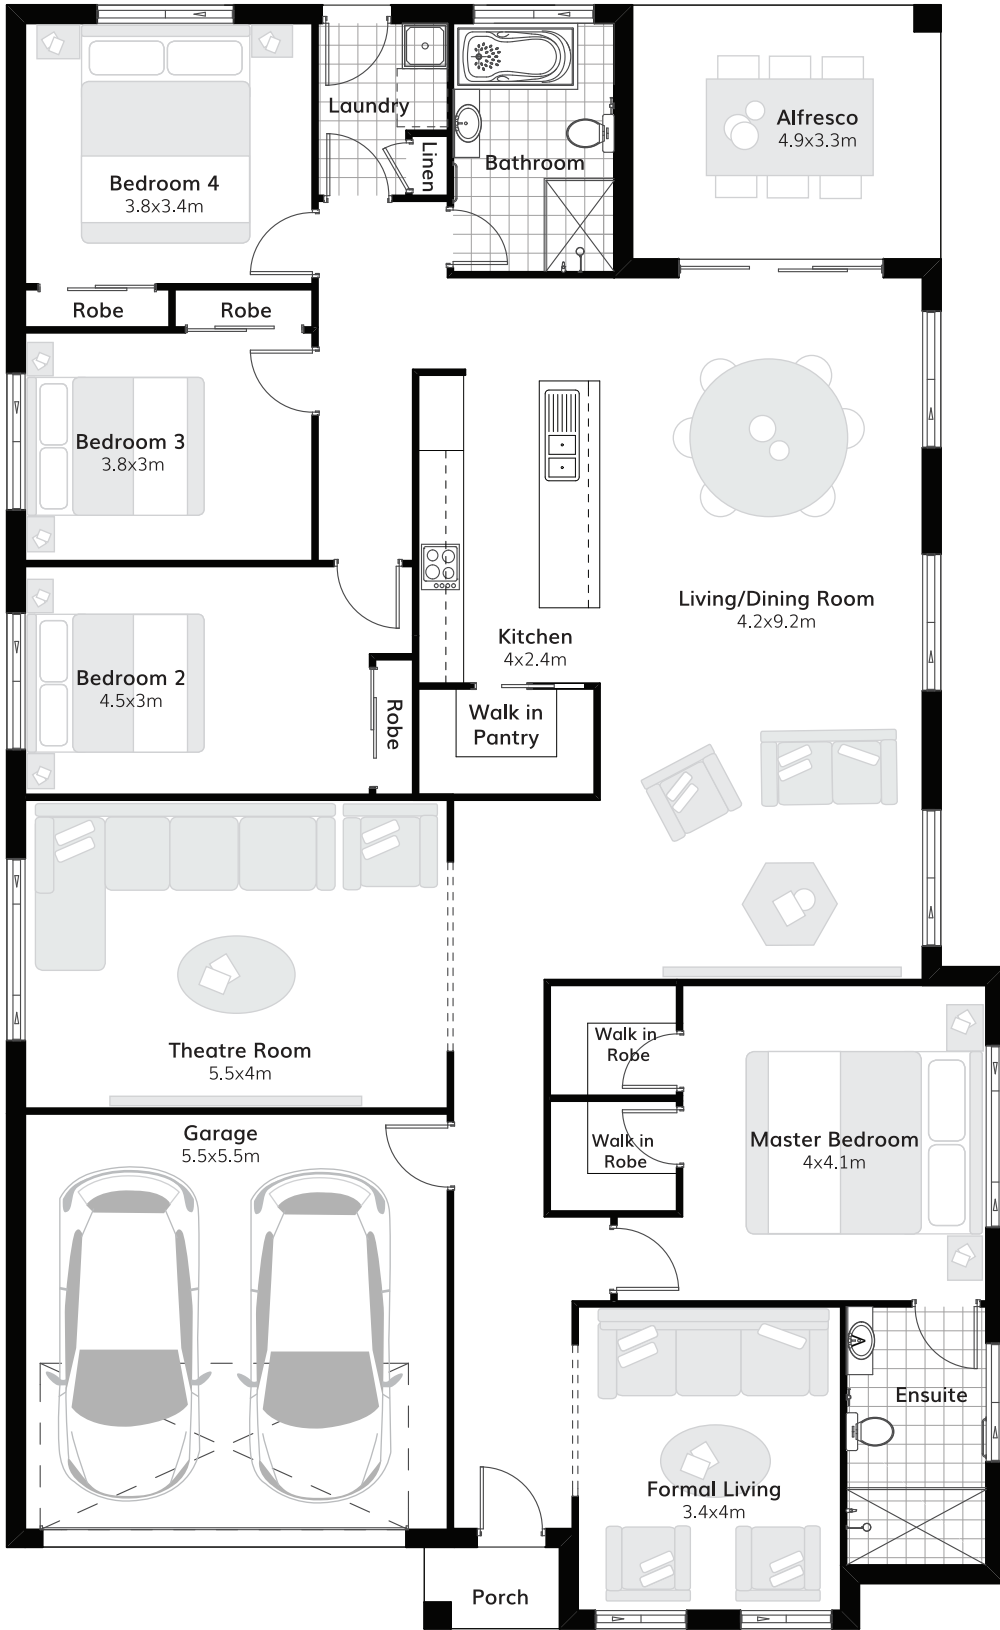 Laundry
Linen
Bathroom
Alfresco
4.9x3.3m
Bedroom 4
3.8x3.4m
Robe
Robe
Bedroom 3
3.8x3m
Living/Dining Room
4.2x9.2m
Kitchen
4x2.4m
Bedroom 2
4.5x3m
Robe
Walk in
Pantry
Theatre Room
5.5x4m
Walk in
Robe
Garage
5.5x5.5m
Walk in
Robe
Master Bedroom
4x4.1m
Ensuite
Formal Living
3.4x4m
Porch